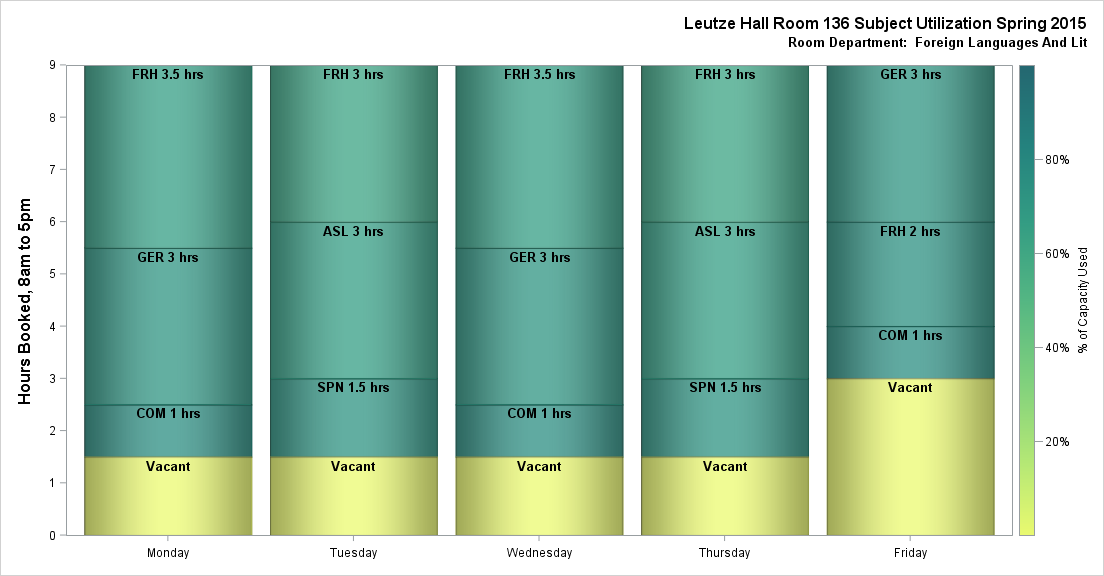 Leutze Hall Room 136 Subject Utilization Spring 2015
Room Department:  Foreign Languages And Lit
Hours Booked, 8am to 5pm
9
8
7
6
5
4
3
2
1
0
FRH 3.5 hrs
GER 3 hrs
COM 1 hrs
Vacant
FRH 3 hrs
ASL 3 hrs
SPN 1.5 hrs
Vacant
FRH 3.5 hrs
GER 3 hrs
COM 1 hrs
Vacant
FRH 3 hrs
ASL 3 hrs
SPN 1.5 hrs
Vacant
GER 3 hrs
FRH 2 hrs
COM 1 hrs
Vacant
Monday
Tuesday
Wednesday
Thursday
Friday
80%
60%
40%
20%
% of Capacity Used